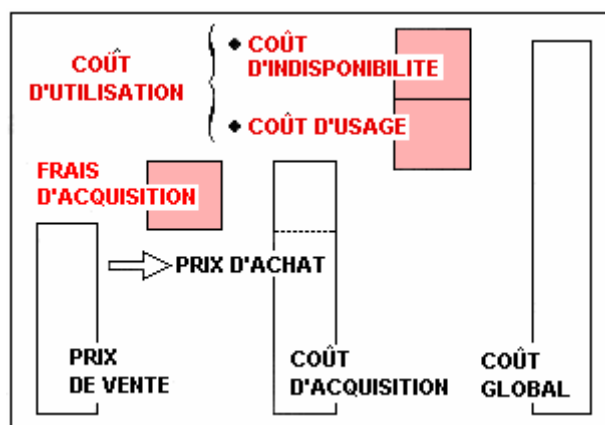 COÛT
D'UTILISATION
COÛT
D'INDISPONIBILITE
COÛT D'USAGE
FRAIS
D'ACQUISITION
PRIX D'ACHAT
PRIX
DE VENTE
COÛT
D'ACQUISITION
COÛT
GLOBAL